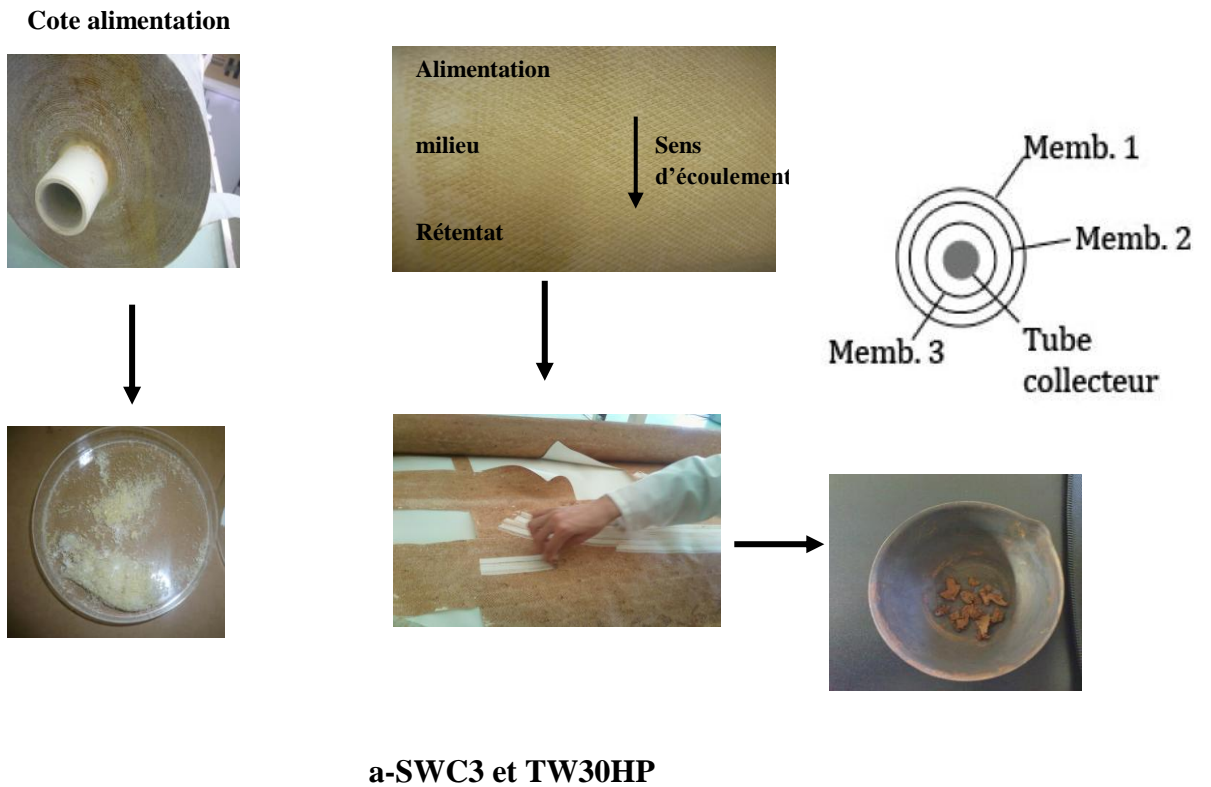 Cote alimentation
Alimentation
milieu
Sens
d'écoulement
Rétentat
Memb. 1
Memb. 2
Memb. 3
Tube
collecteur
a-SWC3 et TW30HP